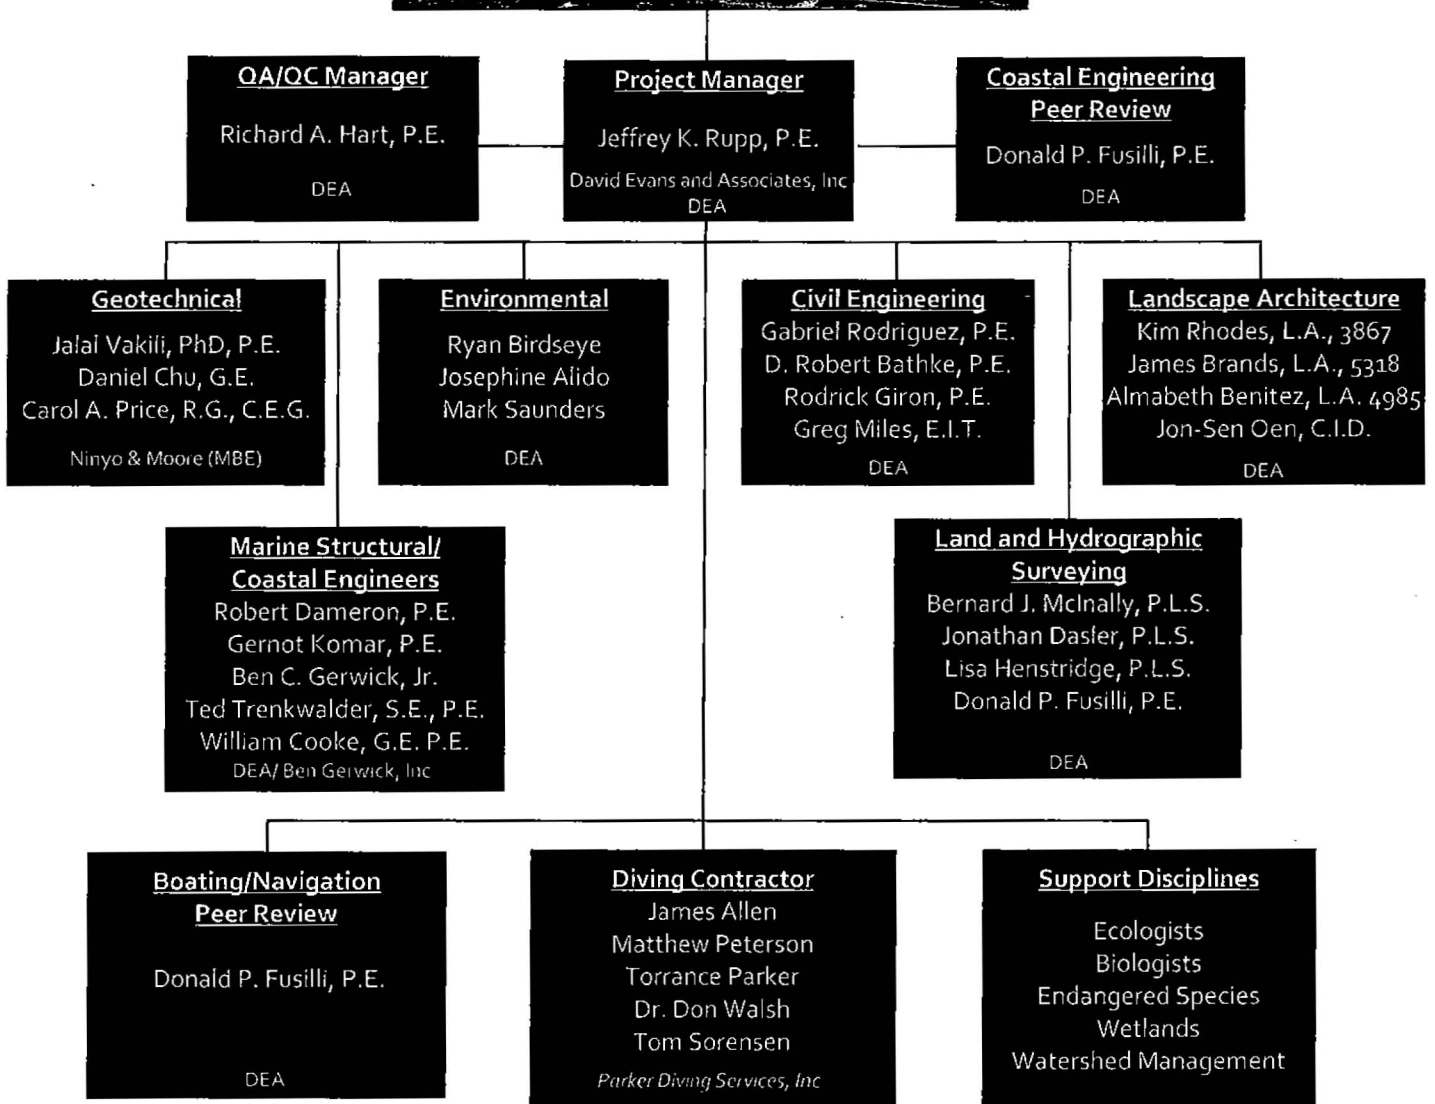 QA/QC Manager
Richard A. Hart, P.E.
DEA
Project Manager
Jeffrey K. Rupp, P.E.
David Evans and Associates, Inc
DEA
Coastal Engineering
Peer Review
Donald P. Fusilli, P.E.
DEA
Geotechnical
Jalal Vakili, PhD, P.E.
Daniel Chu, G.E.
Carol A. Price, R.G., C.E.G.
Ninyo & Moore (MBE)
Environmental
Ryan Birdseye
Josephine Alido
Mark Saunders
DEA
Civil Engineering
Gabriel Rodriguez, P.E.
D. Robert Bathke, P.E.
Rodrick Giron, P.E.
Greg Miles, E.I.T.
DEA
Landscape Architecture
Kim Rhodes, L.A., 3867
James Brands, L.A., 5318
Almabeth Benitez, L.A. 4985
Jon-Sen Oen, C.I.D.
DEA
Marine Structural/
Coastal Engineers
Robert Dameron, P.E.
Gernot Komar, P.E.
Ben C. Gerwick, Jr.
Ted Trenkwalder, S.E., P.E.
William Cooke, G.E. P.E.
DEA/ Ben Gerwick, Inc
Land and Hydrographic
Surveying
Bernard J. McInally, P.L.S.
Jonathan Dasler, P.L.S.
Lisa Henstridge, P.L.S.
Donald P. Fusilli, P.E.
DEA
Boating/Navigation
Peer Review
Donald P. Fusilli, P.E.
DEA
Diving Contractor
James Allen
Matthew Peterson
Torrance Parker
Dr. Don Walsh
Tom Sorensen
Parker Diving Services, Inc
Support Disciplines
Ecologists
Biologists
Endangered Species
Wetlands
Watershed Management